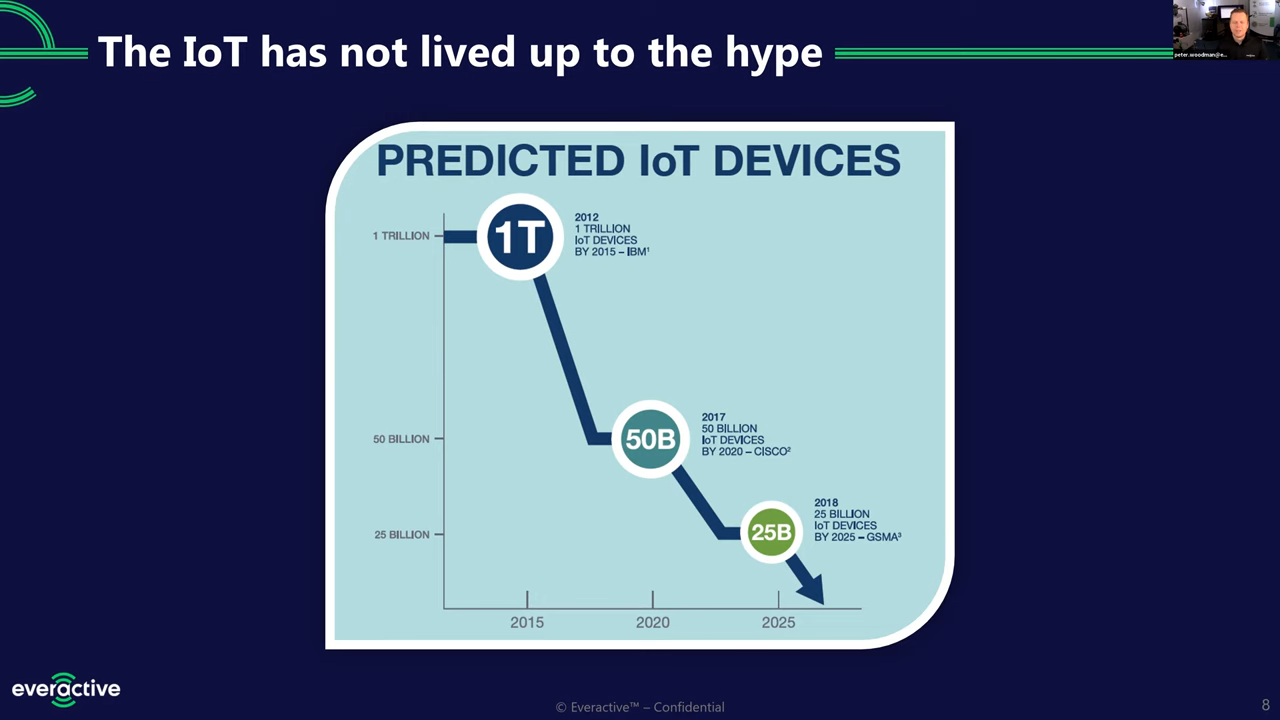 The IoT has not lived up to the hype
peter.woodman@e...
PREDICTED IoT DEVICES
1 TRILLION
1T
2012
1 TRILLION
IoT DEVICES
BY 2015 – IBM¹
50 BILLION
50B
2017
50 BILLION
IoT DEVICES
BY 2020 – CISCO²
25 BILLION
25B
2018
25 BILLION
IoT DEVICES
BY 2025 – GSMA³
2015 2020 2025
everactive
© Everactive™ – Confidential
8